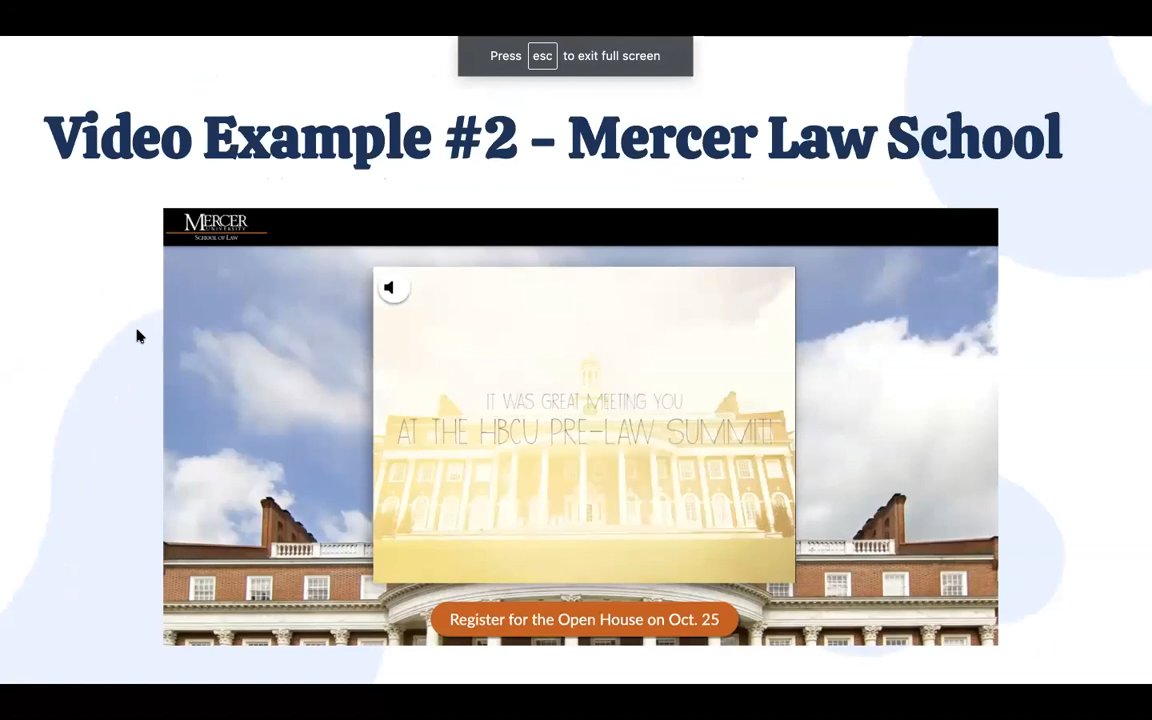 Press esc to exit full screen
Video Example #2 - Mercer Law School
MERCER
UNIVERSITY
SCHOOL OF LAW
IT WAS GREAT MEETING YOU
AT THE HBCU PRE-LAW SUMMIT!
Register for the Open House on Oct. 25